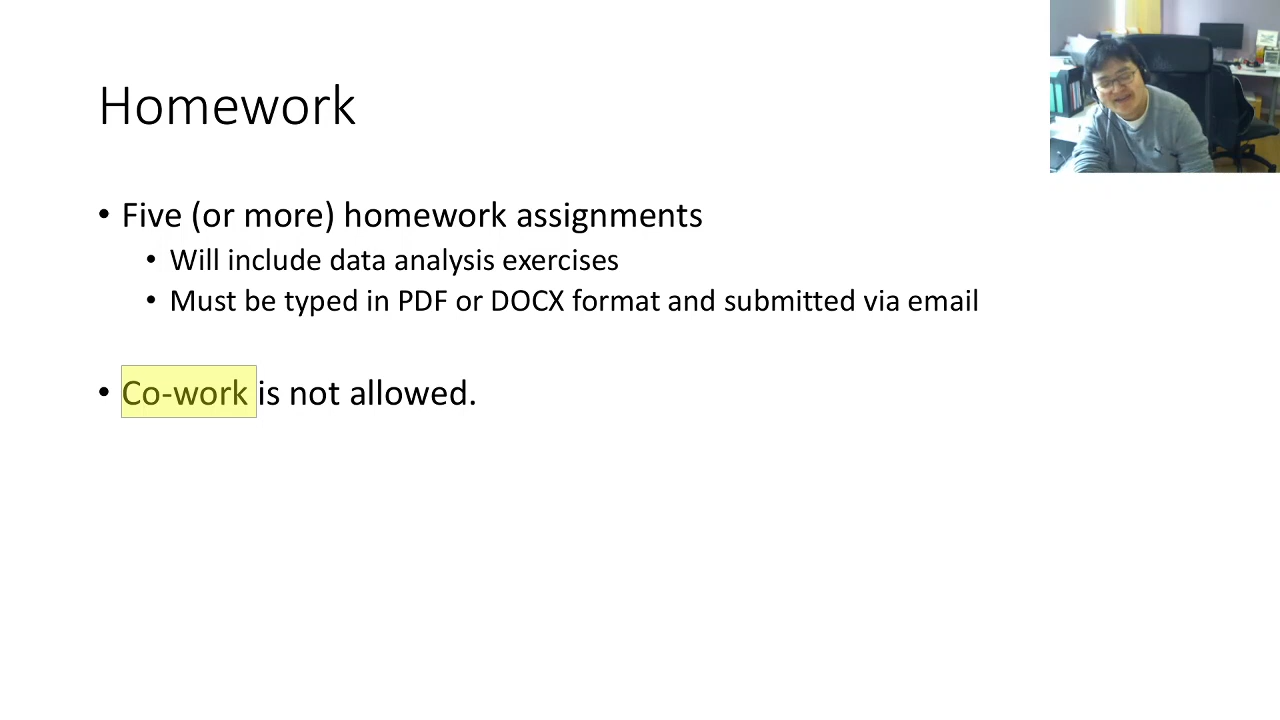 Homework
• Five (or more) homework assignments
• Will include data analysis exercises
• Must be typed in PDF or DOCX format and submitted via email
• Co-work is not allowed.